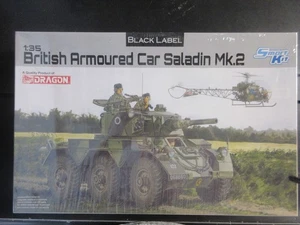 BLACK LABEL
1:35
British Armoured Car Saladin Mk.2
Smart Kit
DRAGON